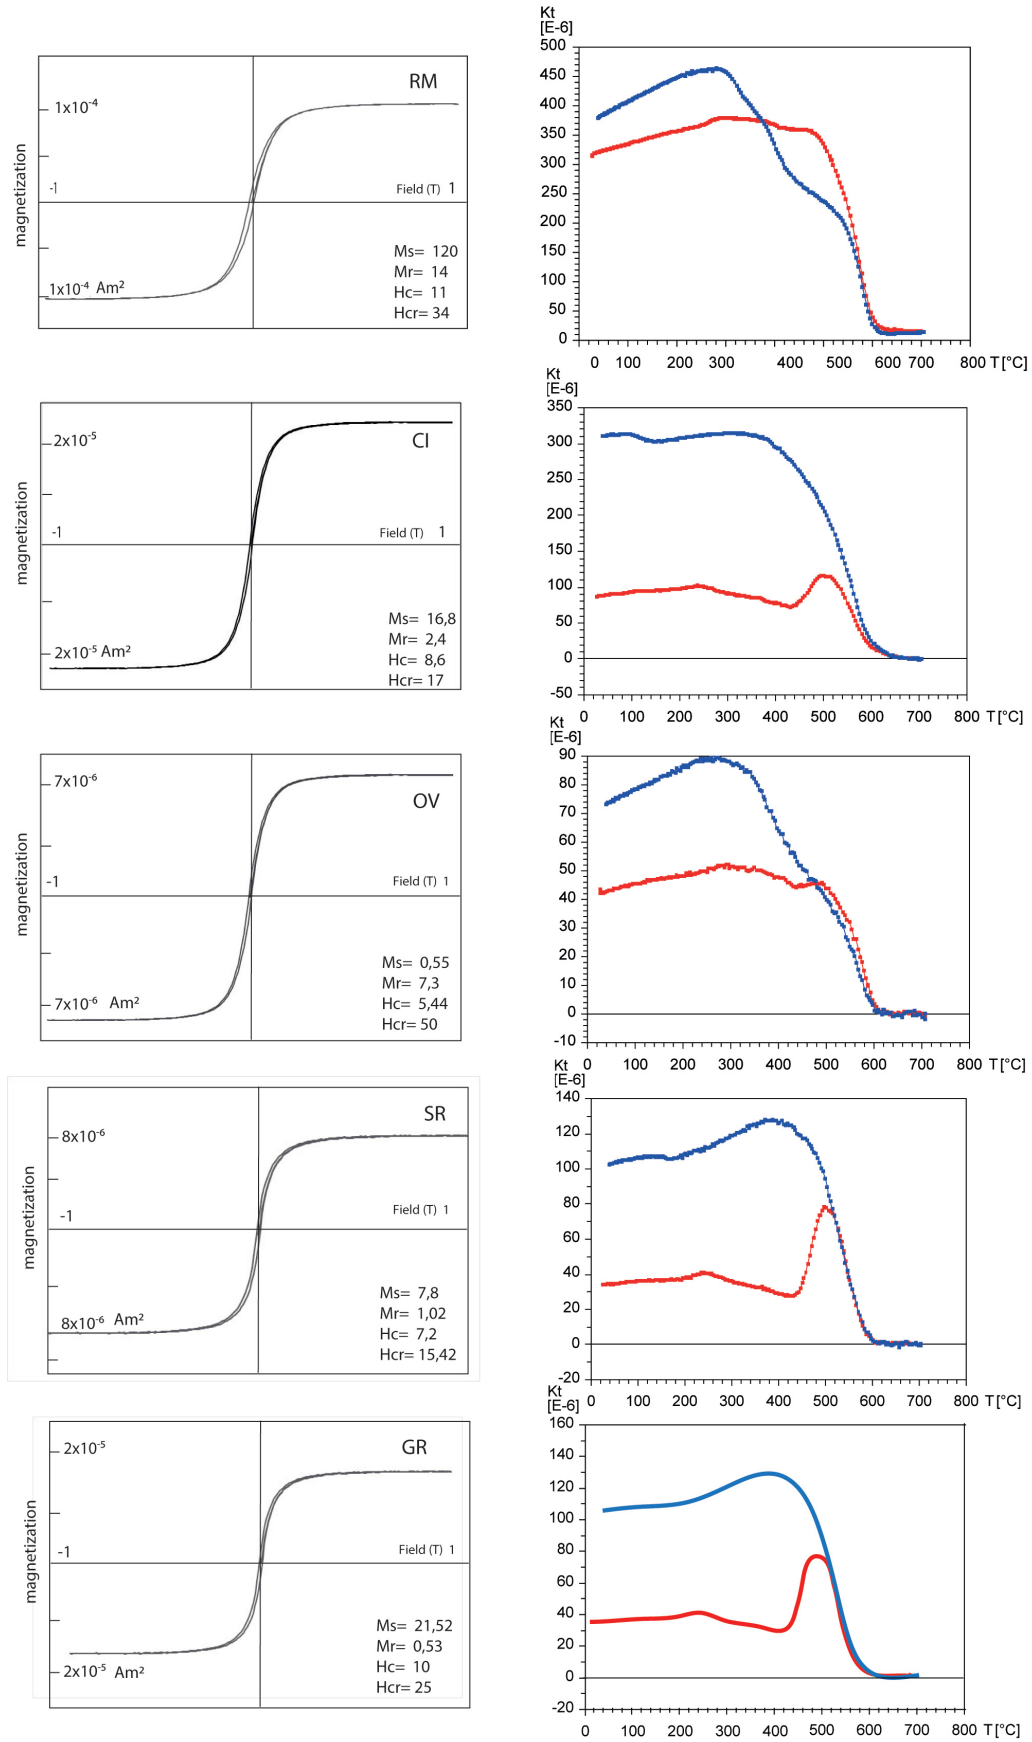 RM
1x10⁻⁴
magnetization
-1
Field (T) 1
1x10⁻⁴ Am²
Ms= 120
Mr= 14
Hc= 11
Hcr= 34
Kt
[E-6]
500
450
400
350
300
250
200
150
100
50
0
0 100 200 300 400 500 600 700 800 T [°C]
CI
2x10⁻⁵
magnetization
-1
Field (T) 1
2x10⁻⁵ Am²
Ms= 16,8
Mr= 2,4
Hc= 8,6
Hcr= 17
Kt
[E-6]
350
300
250
200
150
100
50
0
-50
100 200 300 400 500 600 700 800 T [°C]
OV
7x10⁻⁶
magnetization
-1
Field (T) 1
7x10⁻⁶ Am²
Ms= 0,55
Mr= 7,3
Hc= 5,44
Hcr= 50
Kt
[E-6]
90
80
70
60
50
40
30
20
10
0
-10
0 100 200 300 400 500 600 700 800 T [°C]
SR
8x10⁻⁶
magnetization
-1
Field (T) 1
8x10⁻⁶ Am²
Ms= 7,8
Mr= 1,02
Hc= 7,2
Hcr= 15,42
Kt
[E-6]
140
120
100
80
60
40
20
0
-20
0 100 200 300 400 500 600 700 800 T [°C]
GR
2x10⁻⁵
magnetization
-1
Field (T) 1
2x10⁻⁵ Am²
Ms= 21,52
Mr= 0,53
Hc= 10
Hcr= 25
Kt
[E-6]
160
140
120
100
80
60
40
20
0
-20
0 100 200 300 400 500 600 700 800 T [°C]